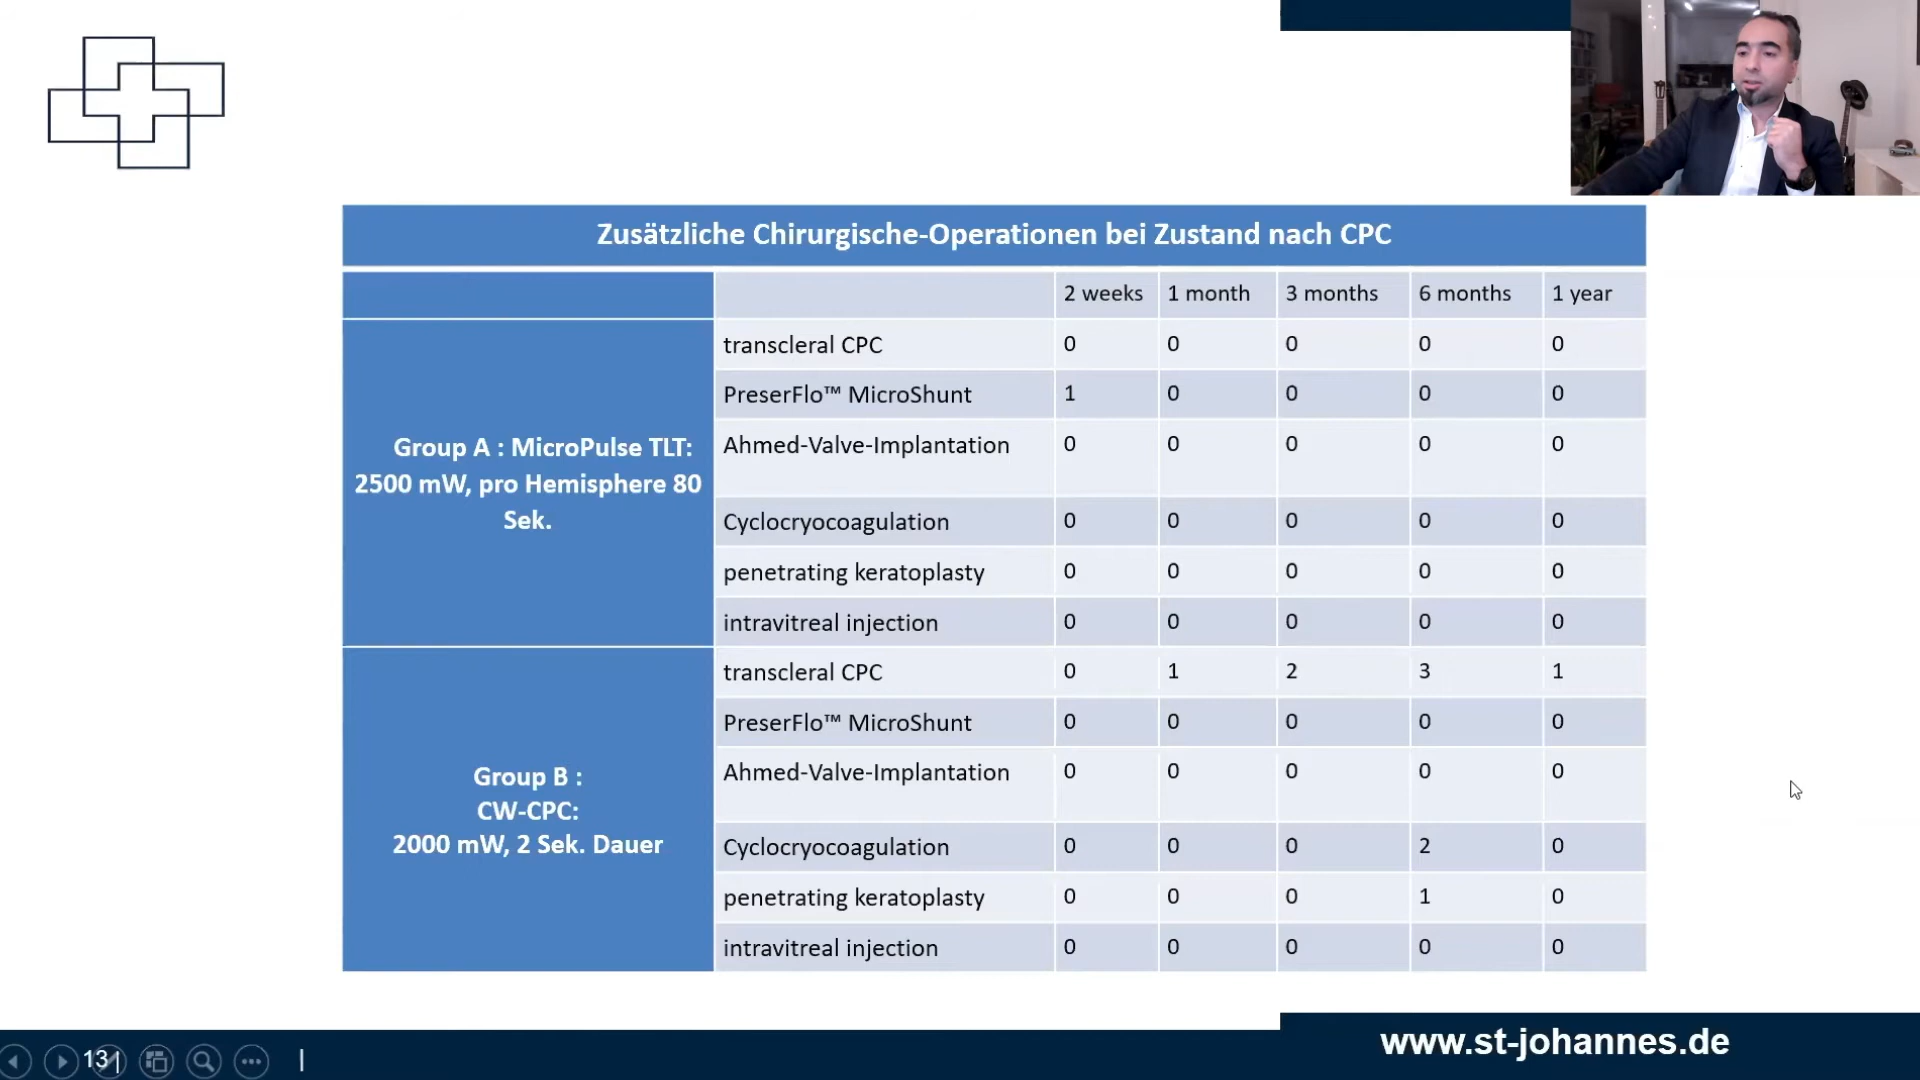 Zusätzliche Chirurgische-Operationen bei Zustand nach CPC
2 weeks 1 month 3 months 6 months 1 year
Group A : MicroPulse TLT:
2500 mW, pro Hemisphere 80
Sek.
transcleral CPC 0 0 0 0 0
PreserFlo™ MicroShunt 1 0 0 0 0
Ahmed-Valve-Implantation 0 0 0 0 0
Cyclocryocoagulation 0 0 0 0 0
penetrating keratoplasty 0 0 0 0 0
intravitreal injection 0 0 0 0 0
Group B :
CW-CPC:
2000 mW, 2 Sek. Dauer
transcleral CPC 0 1 2 3 1
PreserFlo™ MicroShunt 0 0 0 0 0
Ahmed-Valve-Implantation 0 0 0 0 0
Cyclocryocoagulation 0 0 0 2 0
penetrating keratoplasty 0 0 0 1 0
intravitreal injection 0 0 0 0 0
13 | |
www.st-johannes.de